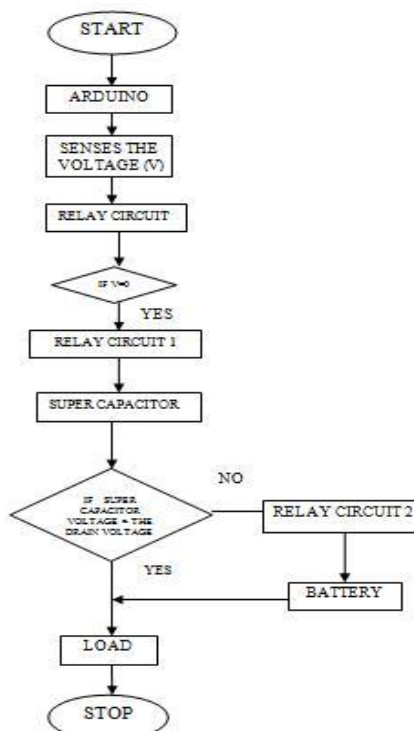 START
ARDUINO
SENSES THE
VOLTAGE (V)
RELAY CIRCUIT
IF V=0
YES
RELAY CIRCUIT 1
SUPER CAPACITOR
IF SUPER
CAPACITOR
VOLTAGE = THE
DRAIN VOLTAGE
NO
RELAY CIRCUIT 2
YES
BATTERY
LOAD
STOP